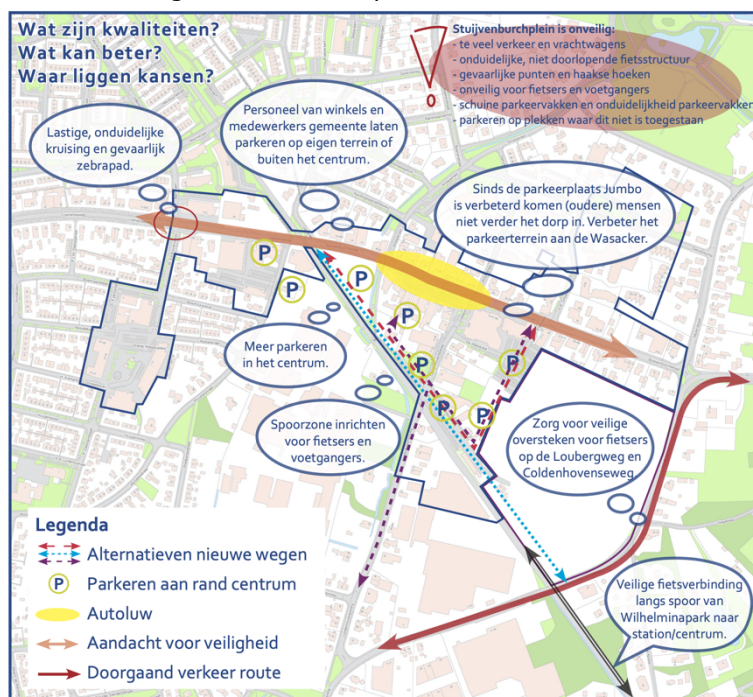 Wat zijn kwaliteiten?
Wat kan beter?
Waar liggen kansen?
Stuijvenburchplein is onveilig:
- te veel verkeer en vrachtwagens
- onduidelijke, niet doorlopende fietsstructuur
- gevaarlijke punten en haakse hoeken
- onveilig voor fietsers en voetgangers
- schuine parkeervakken en onduidelijkheid parkeervakken
- parkeren op plekken waar dit niet is toegestaan
Personeel van winkels en
medewerkers gemeente laten
parkeren op eigen terrein of
buiten het centrum.
Lastige, onduidelijke
kruising en gevaarlijk
zebrapad.
Sinds de parkeerplaats Jumbo
is verbeterd komen (oudere) mensen
niet verder het dorp in. Verbeter het
parkeerterrein aan de Wasacker.
P
P
P
P
P
P
P
P
Meer parkeren
in het centrum.
Spoorzone inrichten
voor fietsers en
voetgangers.
Zorg voor veilige
oversteken voor fietsers
op de Loubergweg en
Coldenhovenseweg.
Veilige fietsverbinding
langs spoor van
Wilhelminapark naar
station/centrum.
Legenda
Alternatieven nieuwe wegen
P Parkeren aan rand centrum
Autoluw
Aandacht voor veiligheid
Doorgaand verkeer route